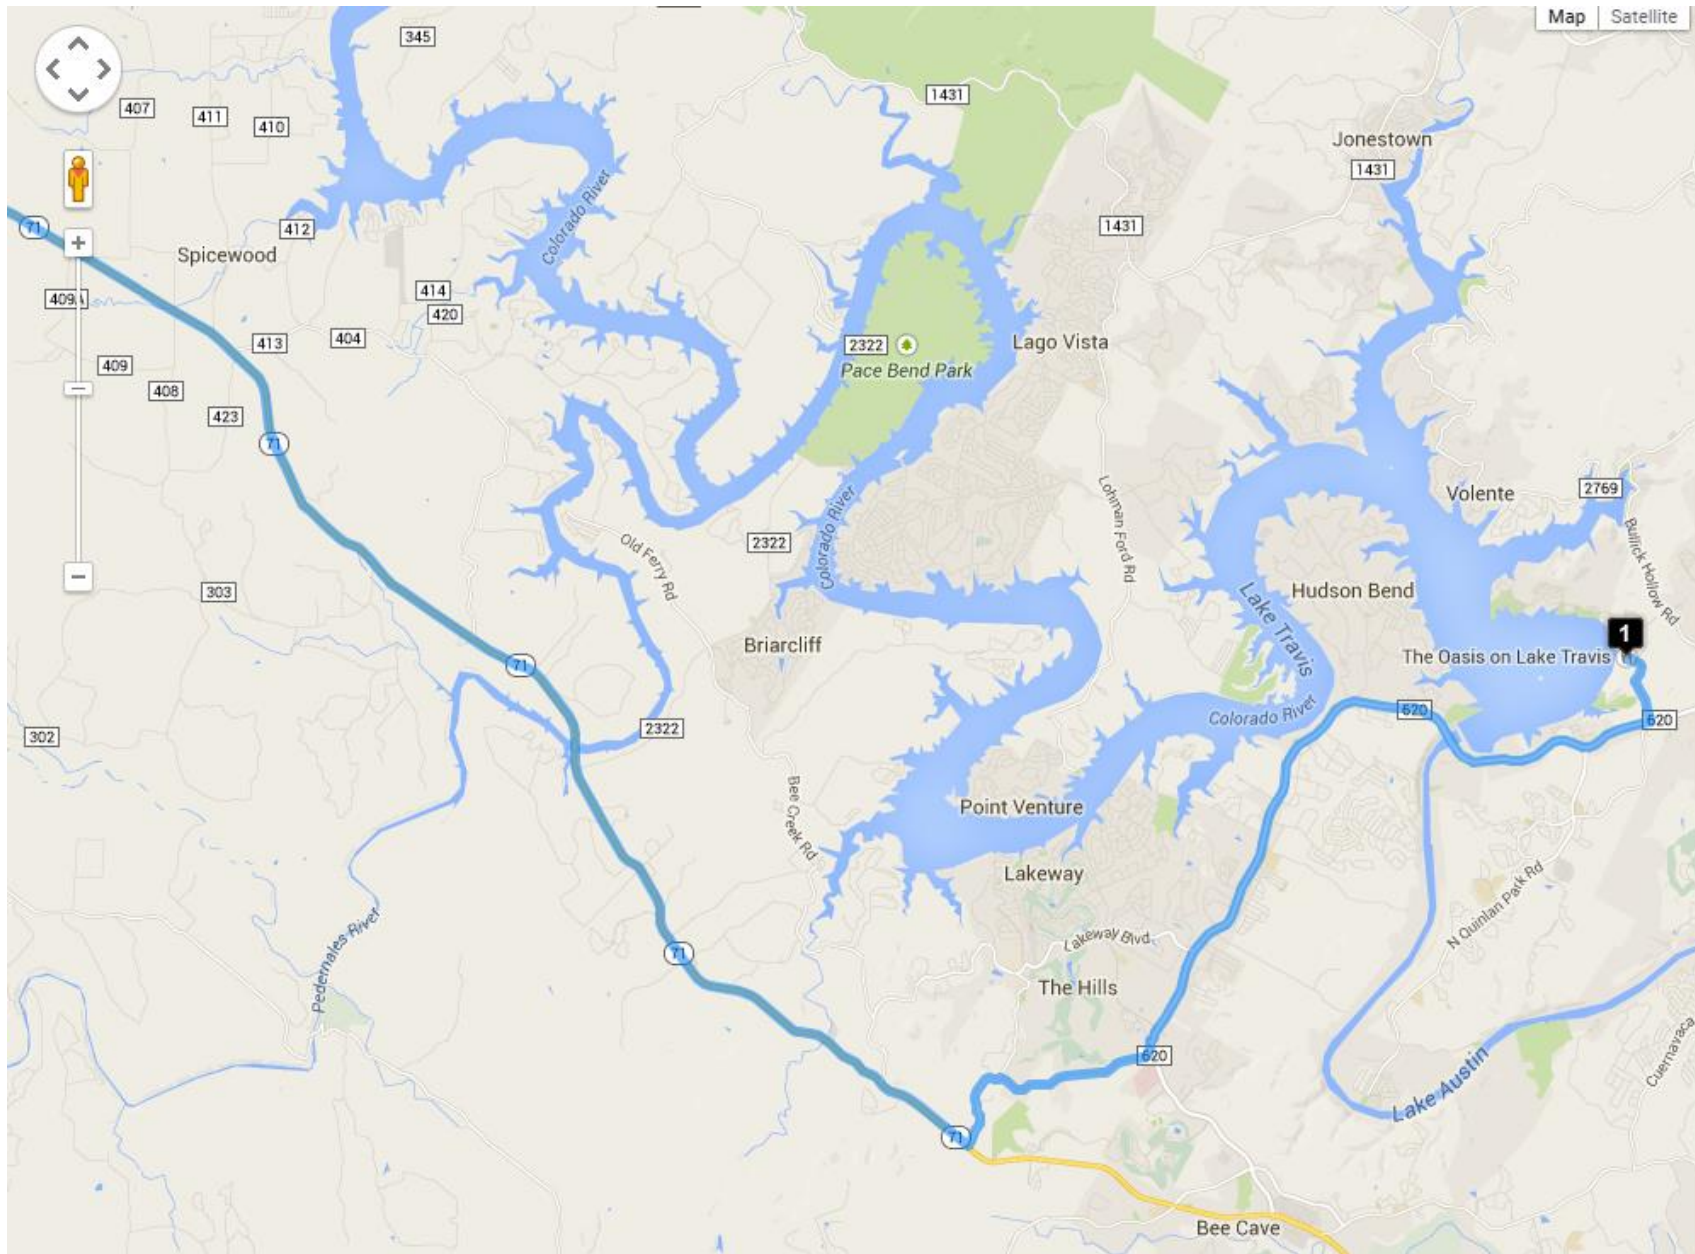 Map
Satellite
345
407
411
410
1431
Jonestown
1431
71
412
Spicewood
Colorado River
1431
409A
414
420
413
404
2322
Pace Bend Park
Lago Vista
409
408
423
71
Lohman Ford Rd
Volente
2769
Bullick Hollow Rd
Colorado River
2322
Old Ferry Rd
303
Hudson Bend
Lake Travis
Briarcliff
1
The Oasis on Lake Travis
71
2322
302
Colorado River
620
620
Bee Creek Rd
Point Venture
Lakeway
N Quinlan Park Rd
Pedernales River
71
Lakeway Blvd
The Hills
620
Lake Austin
Cuernavaca
71
Bee Cave